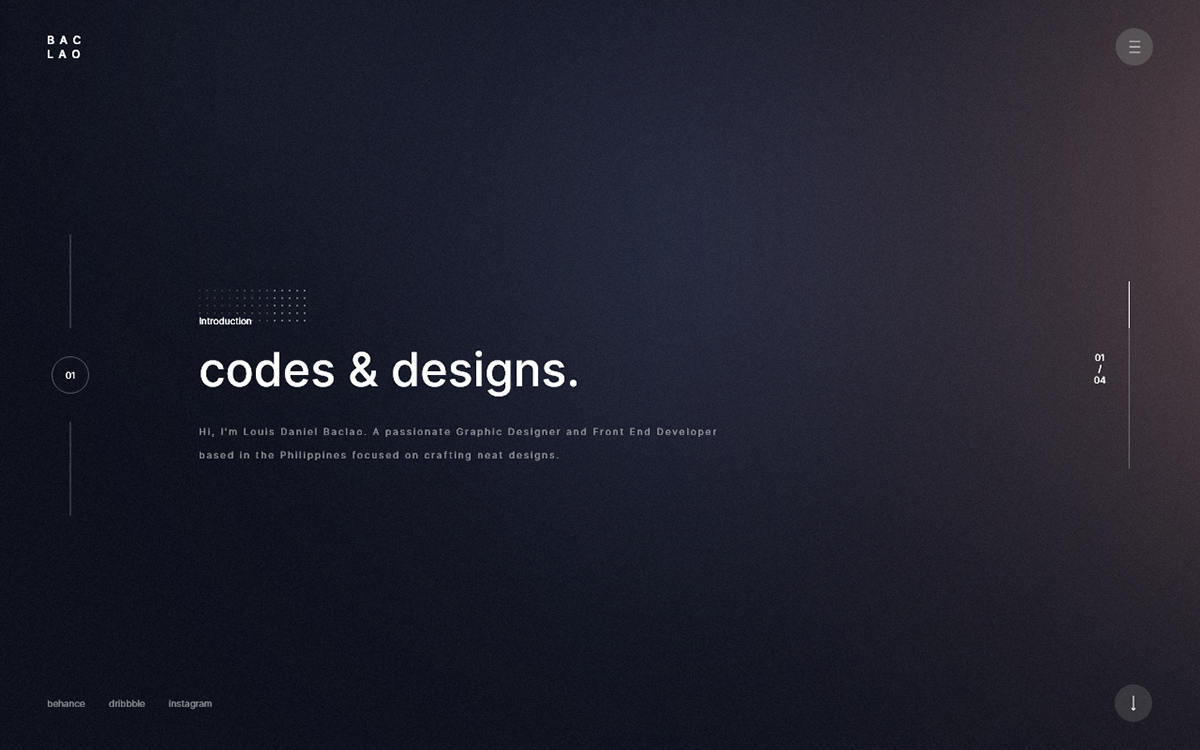 BAC
LAO
Introduction
01
codes & designs.
01
/
04
Hi, I'm Louis Daniel Baclao. A passionate Graphic Designer and Front End Developer
based in the Philippines focused on crafting neat designs.
behance dribbble instagram